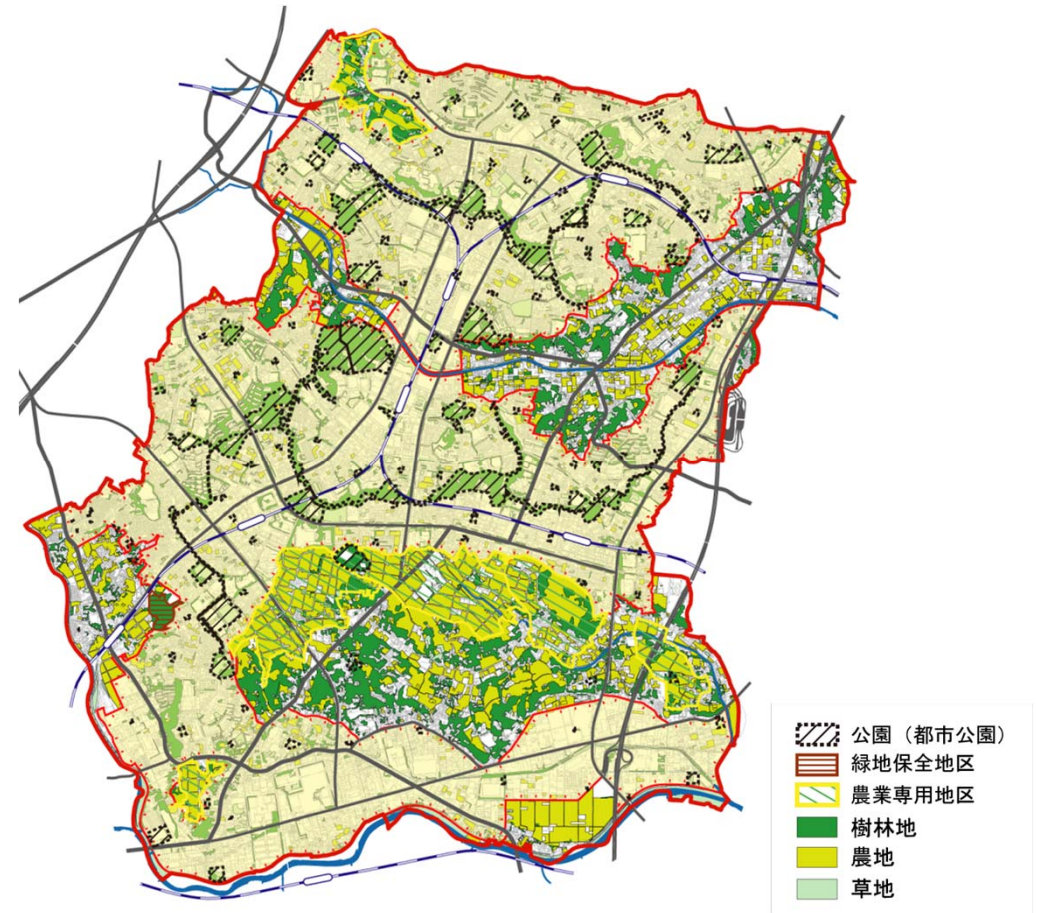 公園（都市公園）
緑地保全地区
農業専用地区
樹林地
農地
草地